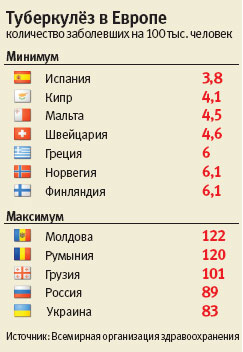 Туберкулёз в Европе
количество заболевших на 100 тыс. человек
Минимум
Испания 3,8
Кипр 4,1
Мальта 4,5
Швейцария 4,6
Греция 6
Норвегия 6,1
Финляндия 6,1
Максимум
Молдова 122
Румыния 120
Грузия 101
Россия 89
Украина 83
Источник: Всемирная организация здравоохранения